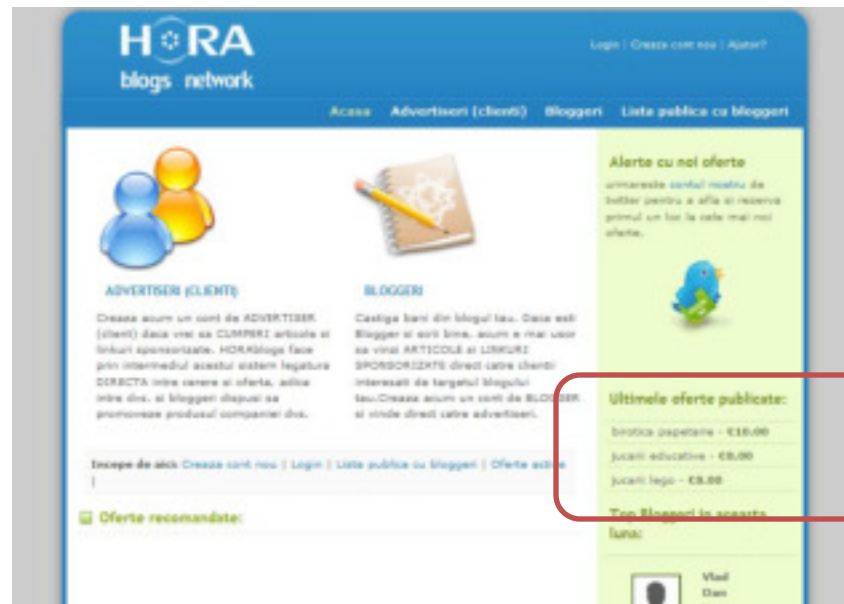 HORA
blogs network
Login | Creaza cont nou | Ajutor?
Acasa Advertiseri (clienti) Bloggeri Lista publica cu bloggeri
ADVERTISERI (CLIENTI)
Creaza acum un cont de ADVERTISER
(client) daca vrei sa CUMPERI articole si
linkuri sponsorizate. HORAblogs face
prin intermediul acestui sistem legatura
DIRECTA intre cerere si oferta, adica
intre dvs. si bloggeri dispusi sa
promoveze produsul companiei dvs.
BLOGGERI
Castiga bani din blogul tau. Daca esti
Blogger si scrii bine, acum e mai usor
sa vinzi ARTICOLE si LINKURI
SPONSORIZATE direct catre clientii
interesati de targetul blogului
tau.Creaza acum un cont de BLOGGER
si vinde direct catre advertiseri.
Incepe de aici: Creaza cont nou | Login | Lista publica cu bloggeri | Oferte active
|
Oferte recomandate:
Alerte cu noi oferte
urmareste contul nostru de
twitter pentru a afla si rezerva
primul un loc la cele mai noi
oferte.
Ultimele oferte publicate:
birotica papetarie - €10.00
jucarii educative - €8.00
jucarii lego - €8.00
Top Bloggeri in aceasta
luna:
Vlad
Dan